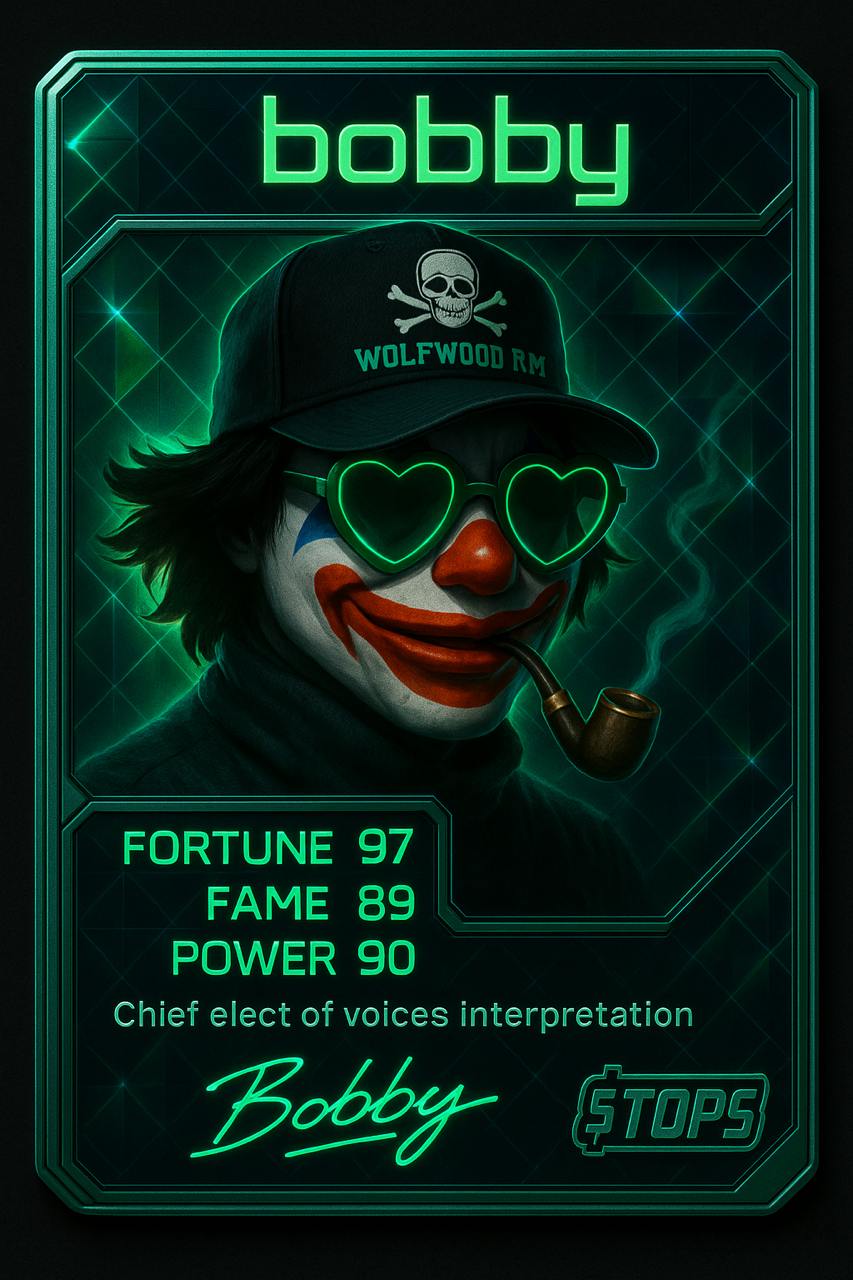 bobby
WOLFWOOD RM
FORTUNE 97
FAME 89
POWER 90
Chief elect of voices interpretation
Bobby
$TOPS